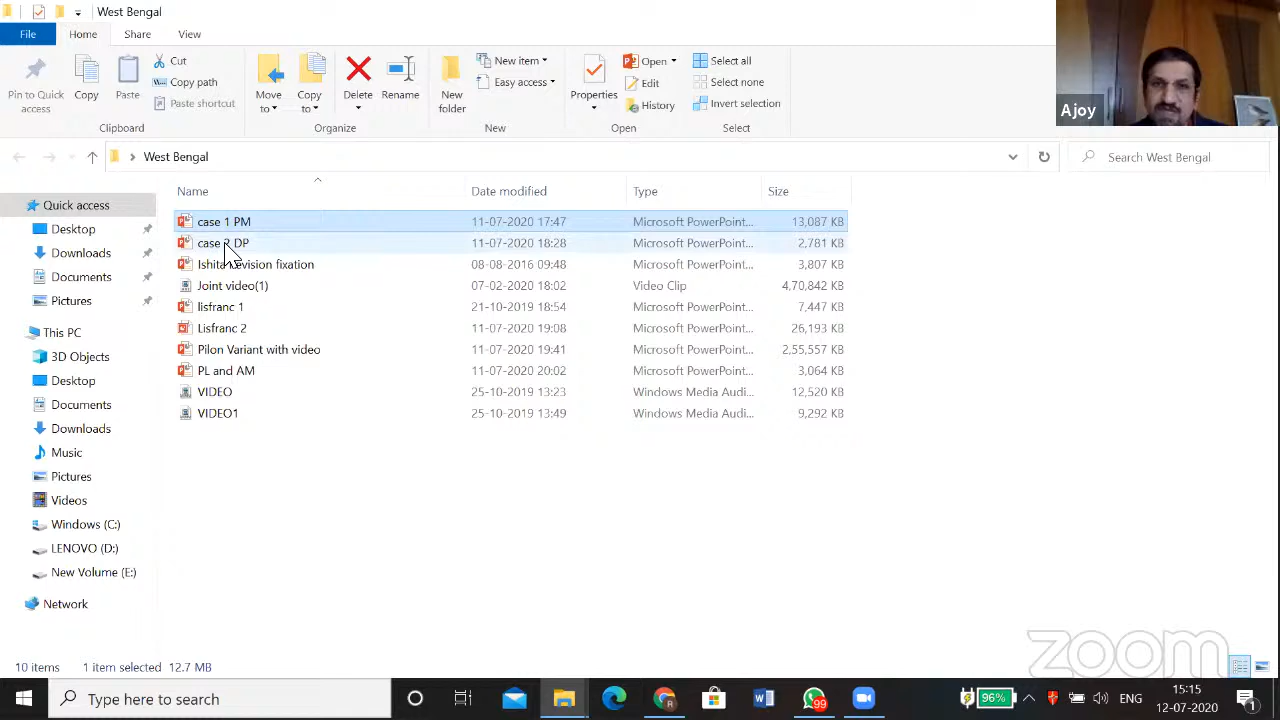 West Bengal
File Home Share View
Pin to Quick access
Copy
Paste
Cut
Copy path
Paste shortcut
Clipboard
Move to
Copy to
Delete
Rename
Organize
New folder
New item
Easy access
New
Properties
Open
Edit
History
Open
Select all
Select none
Invert selection
Select
Ajoy
West Bengal
Search West Bengal
Name Date modified Type Size
case 1 PM 11-07-2020 17:47 Microsoft PowerPoint... 13,087 KB
case DP 11-07-2020 18:28 Microsoft PowerPoint... 2,781 KB
Ishita revision fixation 08-08-2016 09:48 Microsoft PowerPoint... 3,807 KB
Joint video(1) 07-02-2020 18:02 Video Clip 4,70,842 KB
lisfranc 1 21-10-2019 18:54 Microsoft PowerPoint... 7,447 KB
Lisfranc 2 11-07-2020 19:08 Microsoft PowerPoint... 26,193 KB
Pilon Variant with video 11-07-2020 19:41 Microsoft PowerPoint... 2,55,557 KB
PL and AM 11-07-2020 20:02 Microsoft PowerPoint... 3,064 KB
VIDEO 25-10-2019 13:23 Windows Media Audi... 12,520 KB
VIDEO1 25-10-2019 13:49 Windows Media Audi... 9,292 KB
Quick access
Desktop
Downloads
Documents
Pictures
This PC
3D Objects
Desktop
Documents
Downloads
Music
Pictures
Videos
Windows (C:)
LENOVO (D:)
New Volume (E:)
Network
10 items 1 item selected 12.7 MB
zoom
Type here to search
99
96%
ENG
15:15
12-07-2020
1